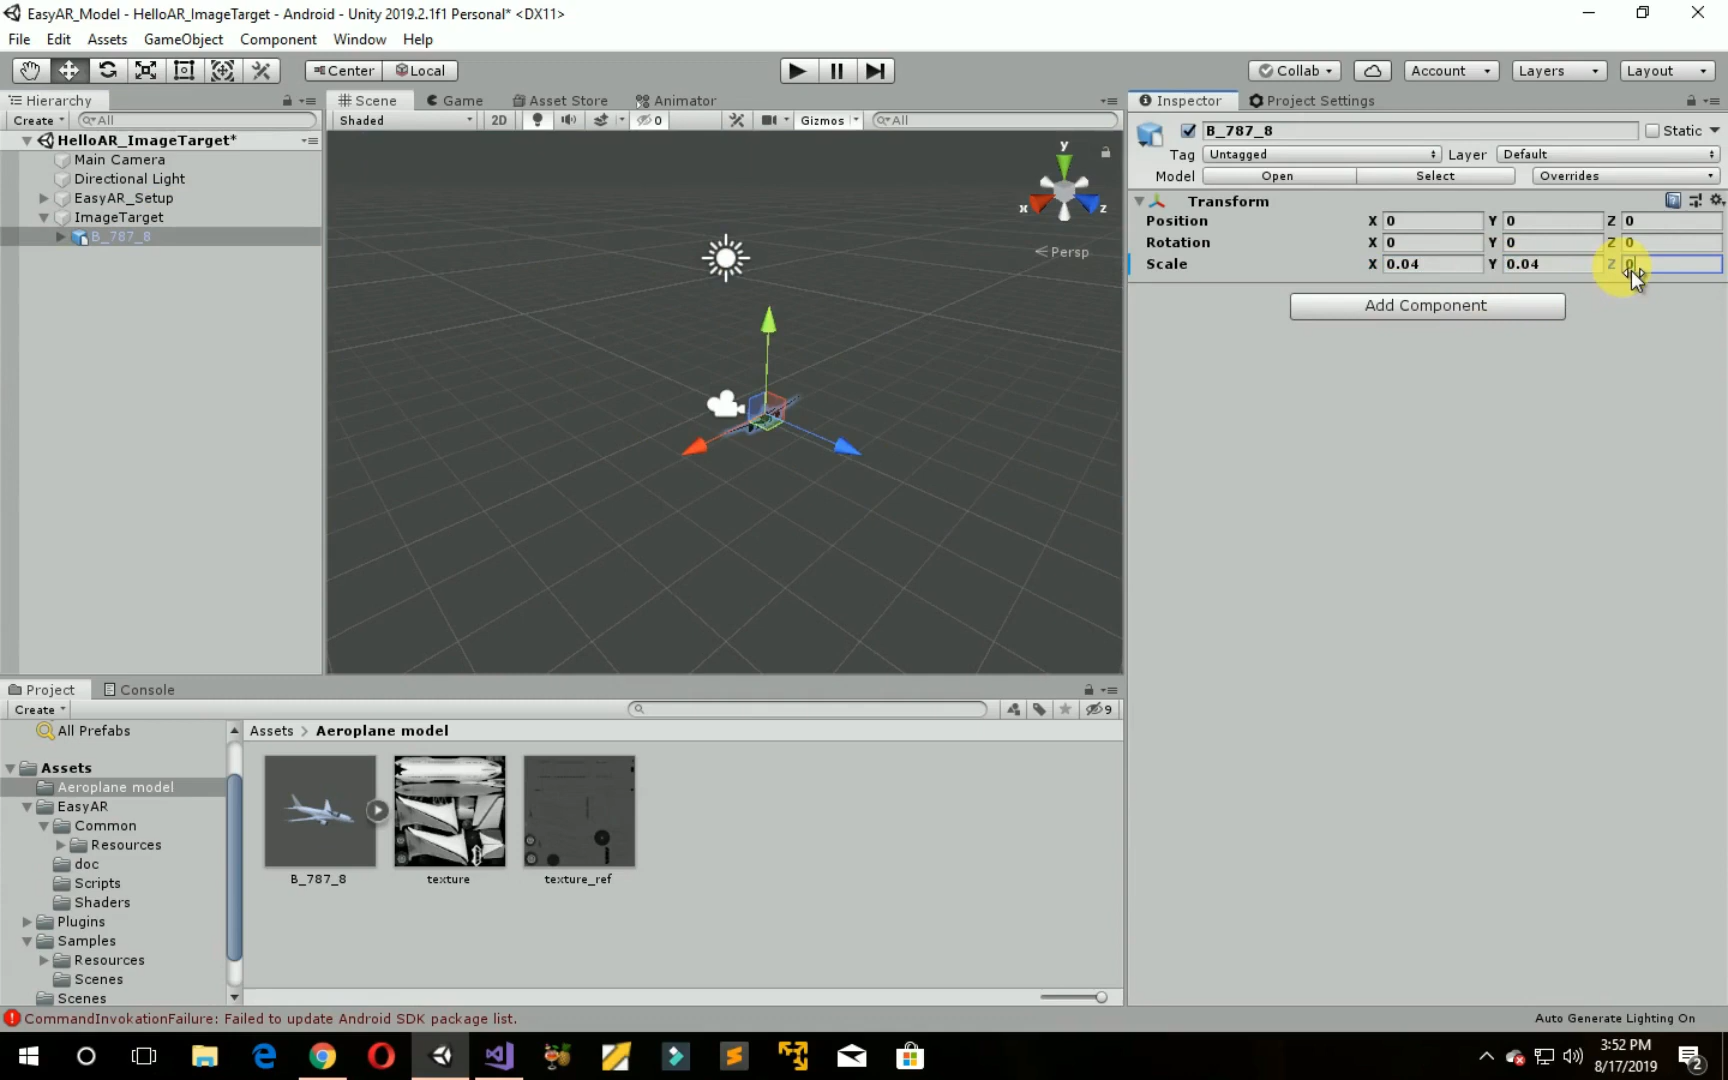 EasyAR_Model - HelloAR_ImageTarget - Android - Unity 2019.2.1f1 Personal* <DX11>
File Edit Assets GameObject Component Window Help
Center Local Collab Account Layers Layout
Hierarchy
Create All
HelloAR_ImageTarget*
Main Camera
Directional Light
EasyAR_Setup
ImageTarget
B_787_8
Scene Game Asset Store Animator
Shaded 2D 0 Gizmos All
y
x z
Persp
Inspector Project Settings
B_787_8 Static
Tag Untagged Layer Default
Model Open Select Overrides
Transform
Position X 0 Y 0 Z 0
Rotation X 0 Y 0 Z 0
Scale X 0.04 Y 0.04 Z 0
Add Component
Project Console
Create 9
All Prefabs
Assets
Aeroplane model
EasyAR
Common
Resources
doc
Scripts
Shaders
Plugins
Samples
Resources
Scenes
Scenes
Assets > Aeroplane model
B_787_8 texture texture_ref
CommandInvokationFailure: Failed to update Android SDK package list.
Auto Generate Lighting On
3:52 PM
8/17/2019
2